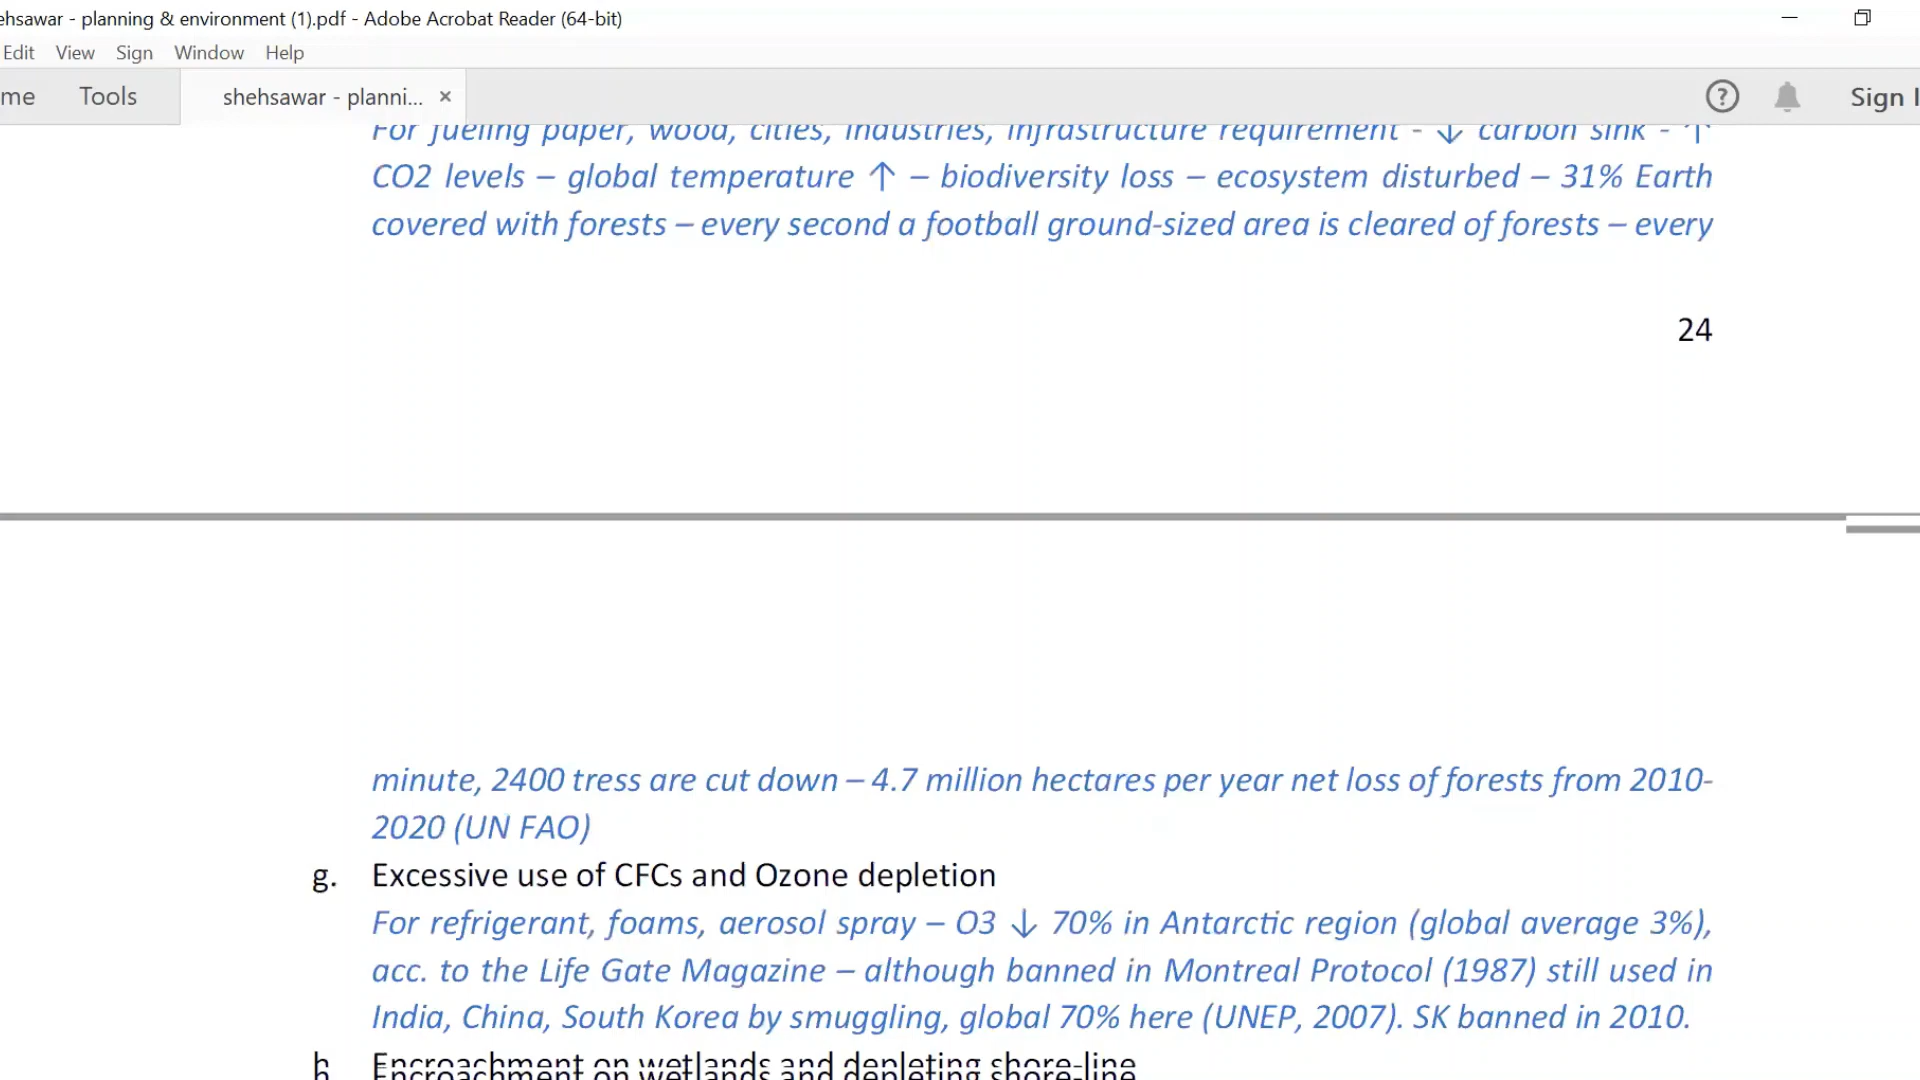 ehsawar - planning & environment (1).pdf - Adobe Acrobat Reader (64-bit)
Edit View Sign Window Help
me Tools shehsawar - planni... × ? Sign I
For fueling paper, wood, cities, industries, infrastructure requirement - ↓ carbon sink - ↑
CO2 levels – global temperature ↑ – biodiversity loss – ecosystem disturbed – 31% Earth
covered with forests – every second a football ground-sized area is cleared of forests – every
24
minute, 2400 tress are cut down – 4.7 million hectares per year net loss of forests from 2010-
2020 (UN FAO)
g. Excessive use of CFCs and Ozone depletion
For refrigerant, foams, aerosol spray – O3 ↓ 70% in Antarctic region (global average 3%),
acc. to the Life Gate Magazine – although banned in Montreal Protocol (1987) still used in
India, China, South Korea by smuggling, global 70% here (UNEP, 2007). SK banned in 2010.
h Encroachment on wetlands and depleting shore-line